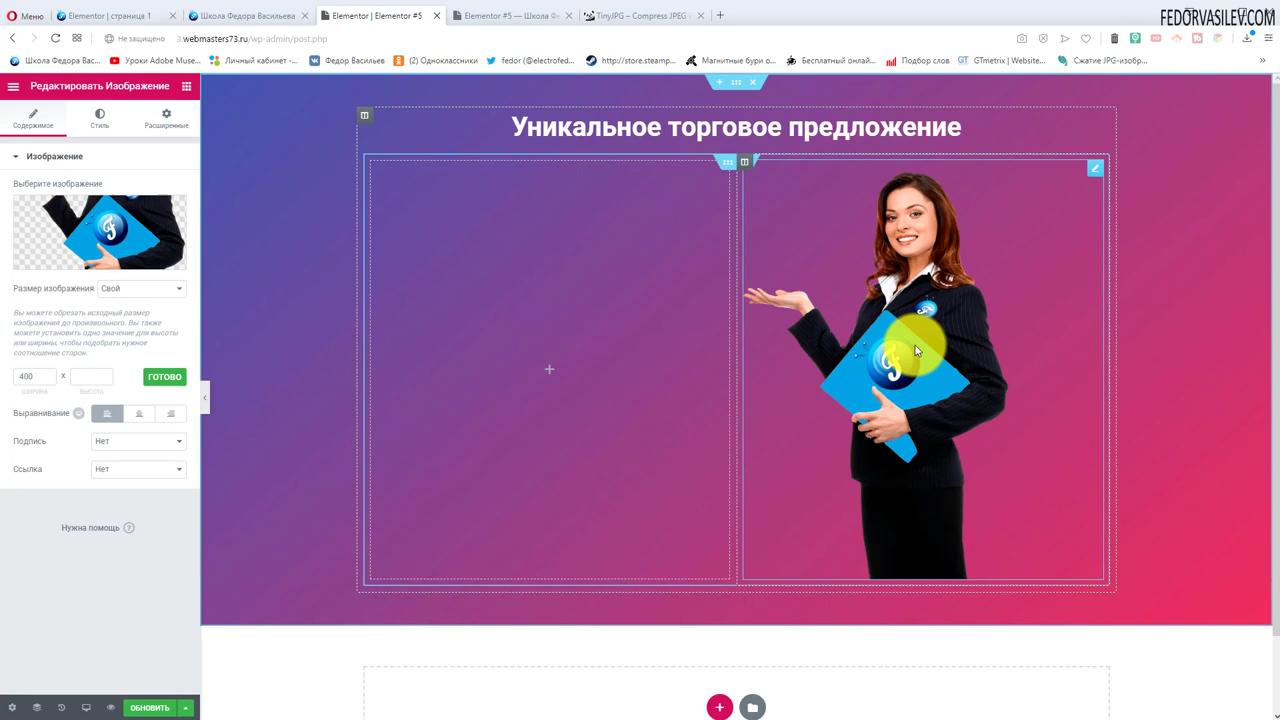 FEDORVASILEV.COM
Меню
Elementor | страница 1
Школа Федора Васильева
Elementor | Elementor #5
Elementor #5 — Школа Фе
TinyJPG – Compress JPEG
Не защищено
3.webmasters73.ru/wp-admin/post.php
Школа Федора Вас...
Уроки Adobe Muse...
Личный кабинет -...
Федор Васильев
(2) Одноклассники
fedor (@electrofed...
http://store.steamp...
Магнитные бури о...
Бесплатный онлай...
Подбор слов
GTmetrix | Website...
Сжатие JPG-изобр...
Редактировать Изображение
Содержимое
Стиль
Расширенные
Изображение
Выберите изображение
Размер изображения
Свой
Вы можете обрезать исходный размер
изображения до произвольного. Вы также
можете установить одно значение для высоты
или ширины, чтобы подобрать нужное
соотношение сторон.
400 x
ГОТОВО
ШИРИНА
ВЫСОТА
Выравнивание
Подпись
Нет
Ссылка
Нет
Нужна помощь
ОБНОВИТЬ
Уникальное торговое предложение